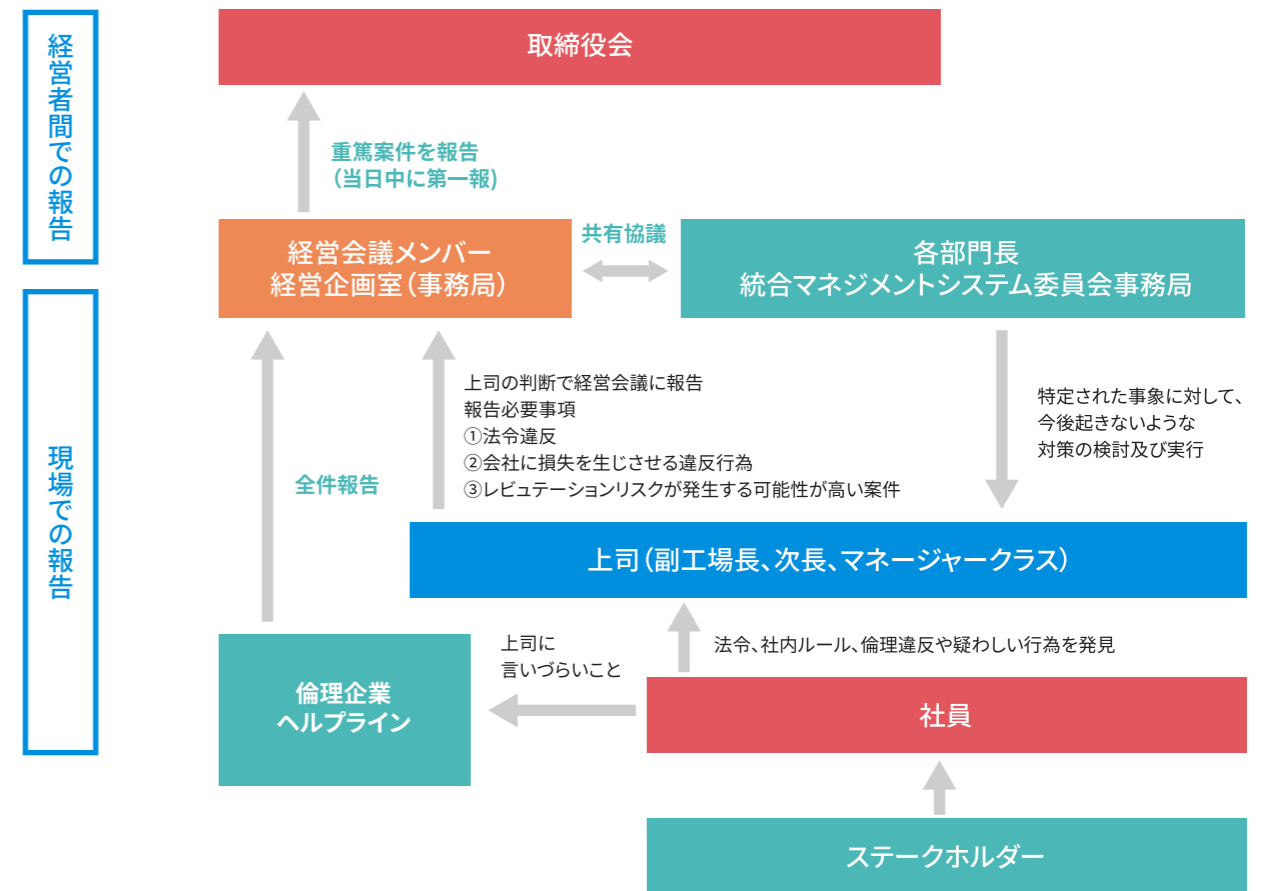 経営者間での報告
取締役会
重篤案件を報告
（当日中に第一報）
経営会議メンバー
経営企画室（事務局）
共有協議
各部門長
統合マネジメントシステム委員会事務局
現場での報告
全件報告
上司の判断で経営会議に報告
報告必要事項
①法令違反
②会社に損失を生じさせる違反行為
③レピュテーションリスクが発生する可能性が高い案件
特定された事象に対して、
今後起きないような
対策の検討及び実行
上司（副工場長、次長、マネージャークラス）
倫理企業
ヘルプライン
上司に
言いづらいこと
法令、社内ルール、倫理違反や疑わしい行為を発見
社員
ステークホルダー